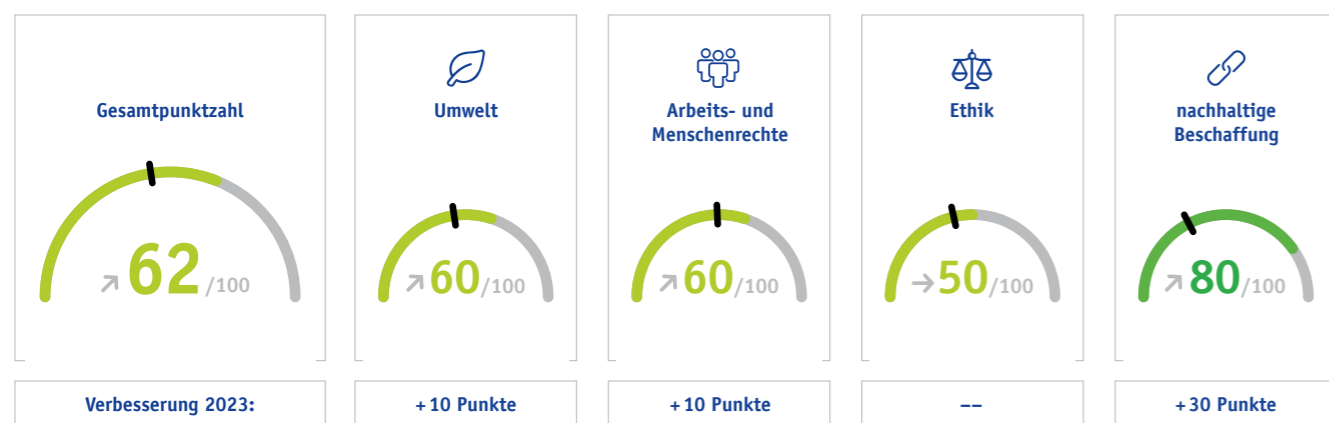 Gesamtpunktzahl
↗ 62 /100
Umwelt
↗ 60/100
Arbeits- und
Menschenrechte
↗ 60/100
Ethik
→ 50/100
nachhaltige
Beschaffung
↗ 80/100
Verbesserung 2023:
+10 Punkte
+10 Punkte
––
+30 Punkte